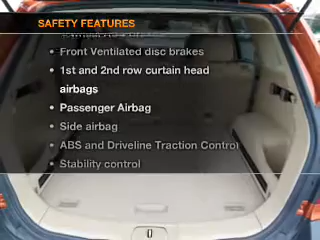 SAFETY FEATURES
• Front Ventilated disc brakes
• 1st and 2nd row curtain head
airbags
• Passenger Airbag
• Side airbag
• ABS and Driveline Traction Control
• Stability control